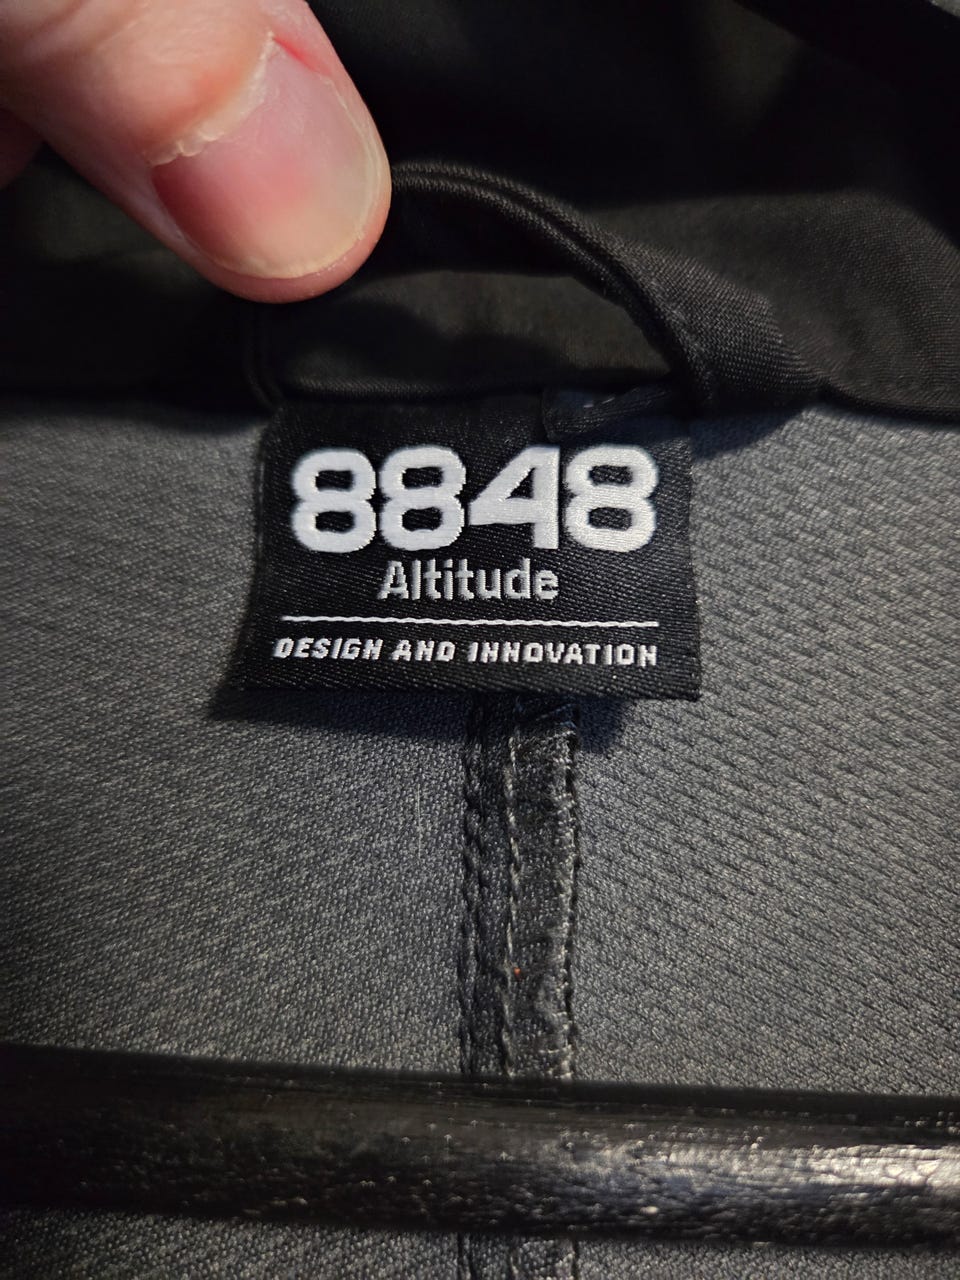 8848
Altitude
DESIGN AND INNOVATION